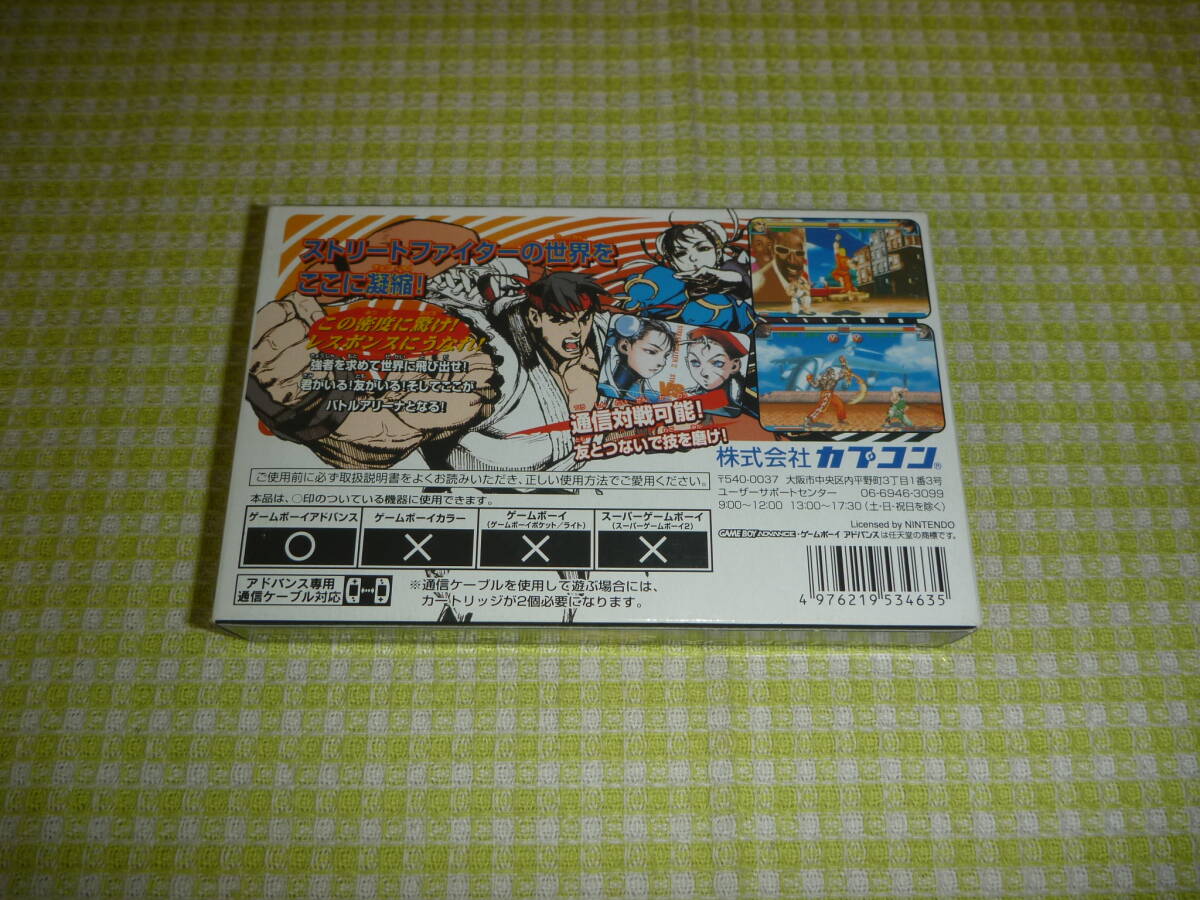 ストリートファイターの世界を
ここに凝縮!
この密度に驚け!
レスポンスにうなれ!
強者を求めて世界に飛び出せ!
君がいる!友がいる!そしてここが
バトルアリーナとなる!
VS
通信対戦可能!
友とつないで技を磨け!
株式会社カプコン®
〒540-0037 大阪市中央区内平野町3丁目1番3号
ユーザーサポートセンター 06-6946-3099
9:00~12:00 13:00~17:30(土・日・祝日を除く)
ご使用前に必ず取扱説明書をよくお読みいただき、正しい使用方法でご愛用ください。
本品は、○印のついている機器に使用できます。
ゲームボーイアドバンス
ゲームボーイカラー
ゲームボーイ
(ゲームボーイポケット/ライト)
スーパーゲームボーイ
(スーパーゲームボーイ2)
○ × × ×
アドバンス専用
通信ケーブル対応
※通信ケーブルを使用して遊ぶ場合には、
カートリッジが2個必要になります。
Licensed by NINTENDO
GAME BOY ADVANCE・ゲームボーイ アドバンスは任天堂の商標です。
4 976219 534635